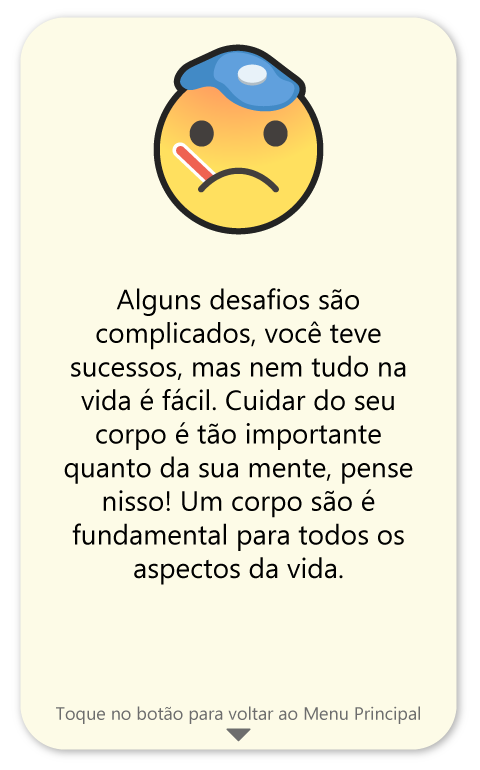 Alguns desafios são
complicados, você teve
sucessos, mas nem tudo na
vida é fácil. Cuidar do seu
corpo é tão importante
quanto da sua mente, pense
nisso! Um corpo são é
fundamental para todos os
aspectos da vida.
Toque no botão para voltar ao Menu Principal